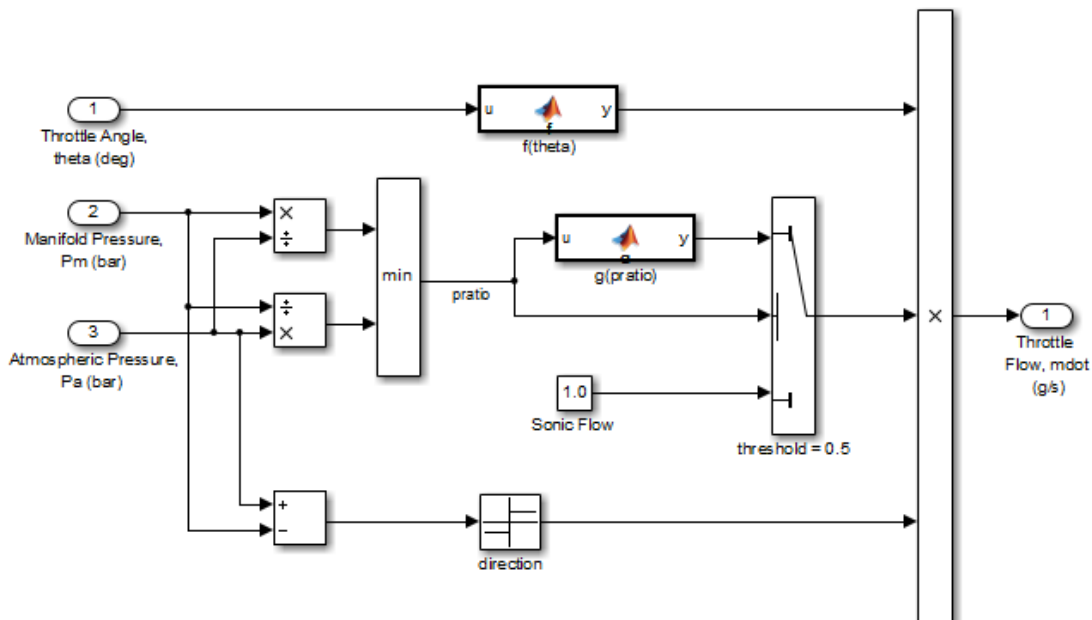 1
Throttle Angle,
theta (deg)
u
f
y
f(theta)
2
Manifold Pressure,
Pm (bar)
×
÷
÷
×
min
pratio
u
g
y
g(pratio)
3
Atmospheric Pressure,
Pa (bar)
1.0
Sonic Flow
threshold = 0.5
+
−
direction
×
1
Throttle
Flow, mdot
(g/s)